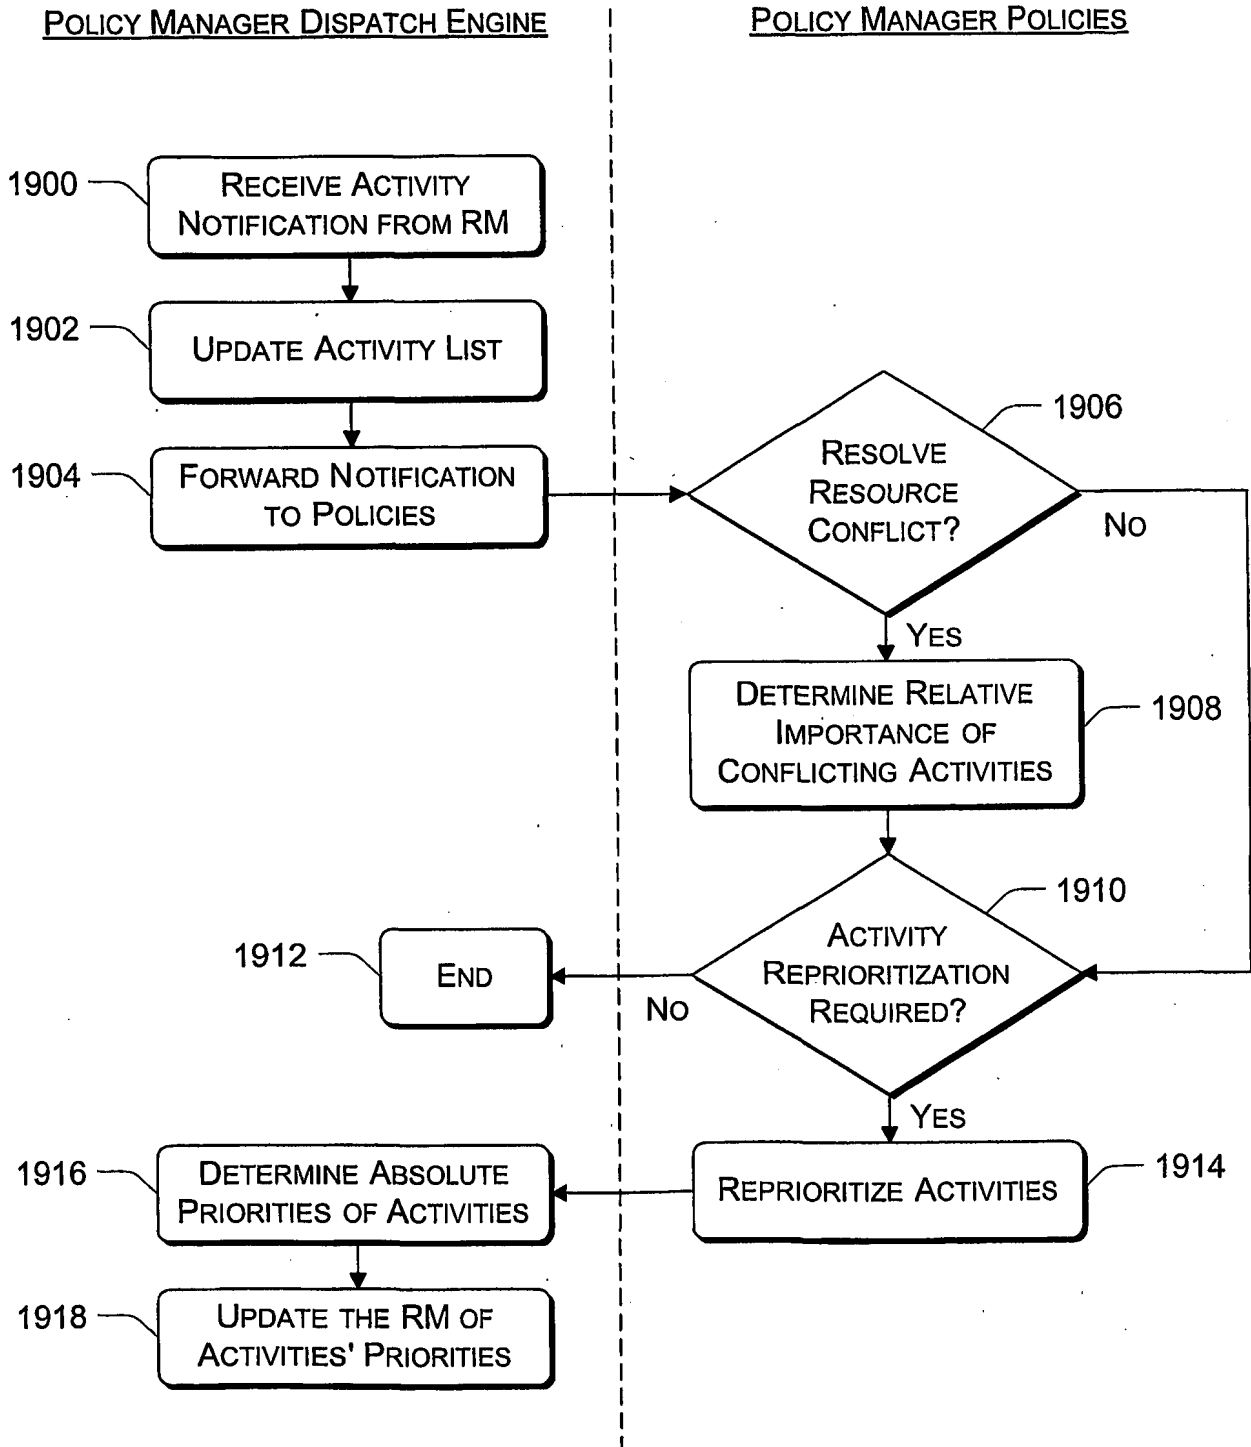 POLICY MANAGER DISPATCH ENGINE
POLICY MANAGER POLICIES
1900
RECEIVE ACTIVITY
NOTIFICATION FROM RM
1902
UPDATE ACTIVITY LIST
1904
FORWARD NOTIFICATION
TO POLICIES
1906
RESOLVE
RESOURCE
CONFLICT?
NO
YES
DETERMINE RELATIVE
IMPORTANCE OF
CONFLICTING ACTIVITIES
1908
1910
ACTIVITY
REPRIORITIZATION
REQUIRED?
1912
END
NO
YES
1914
REPRIORITIZE ACTIVITIES
1916
DETERMINE ABSOLUTE
PRIORITIES OF ACTIVITIES
1918
UPDATE THE RM OF
ACTIVITIES' PRIORITIES